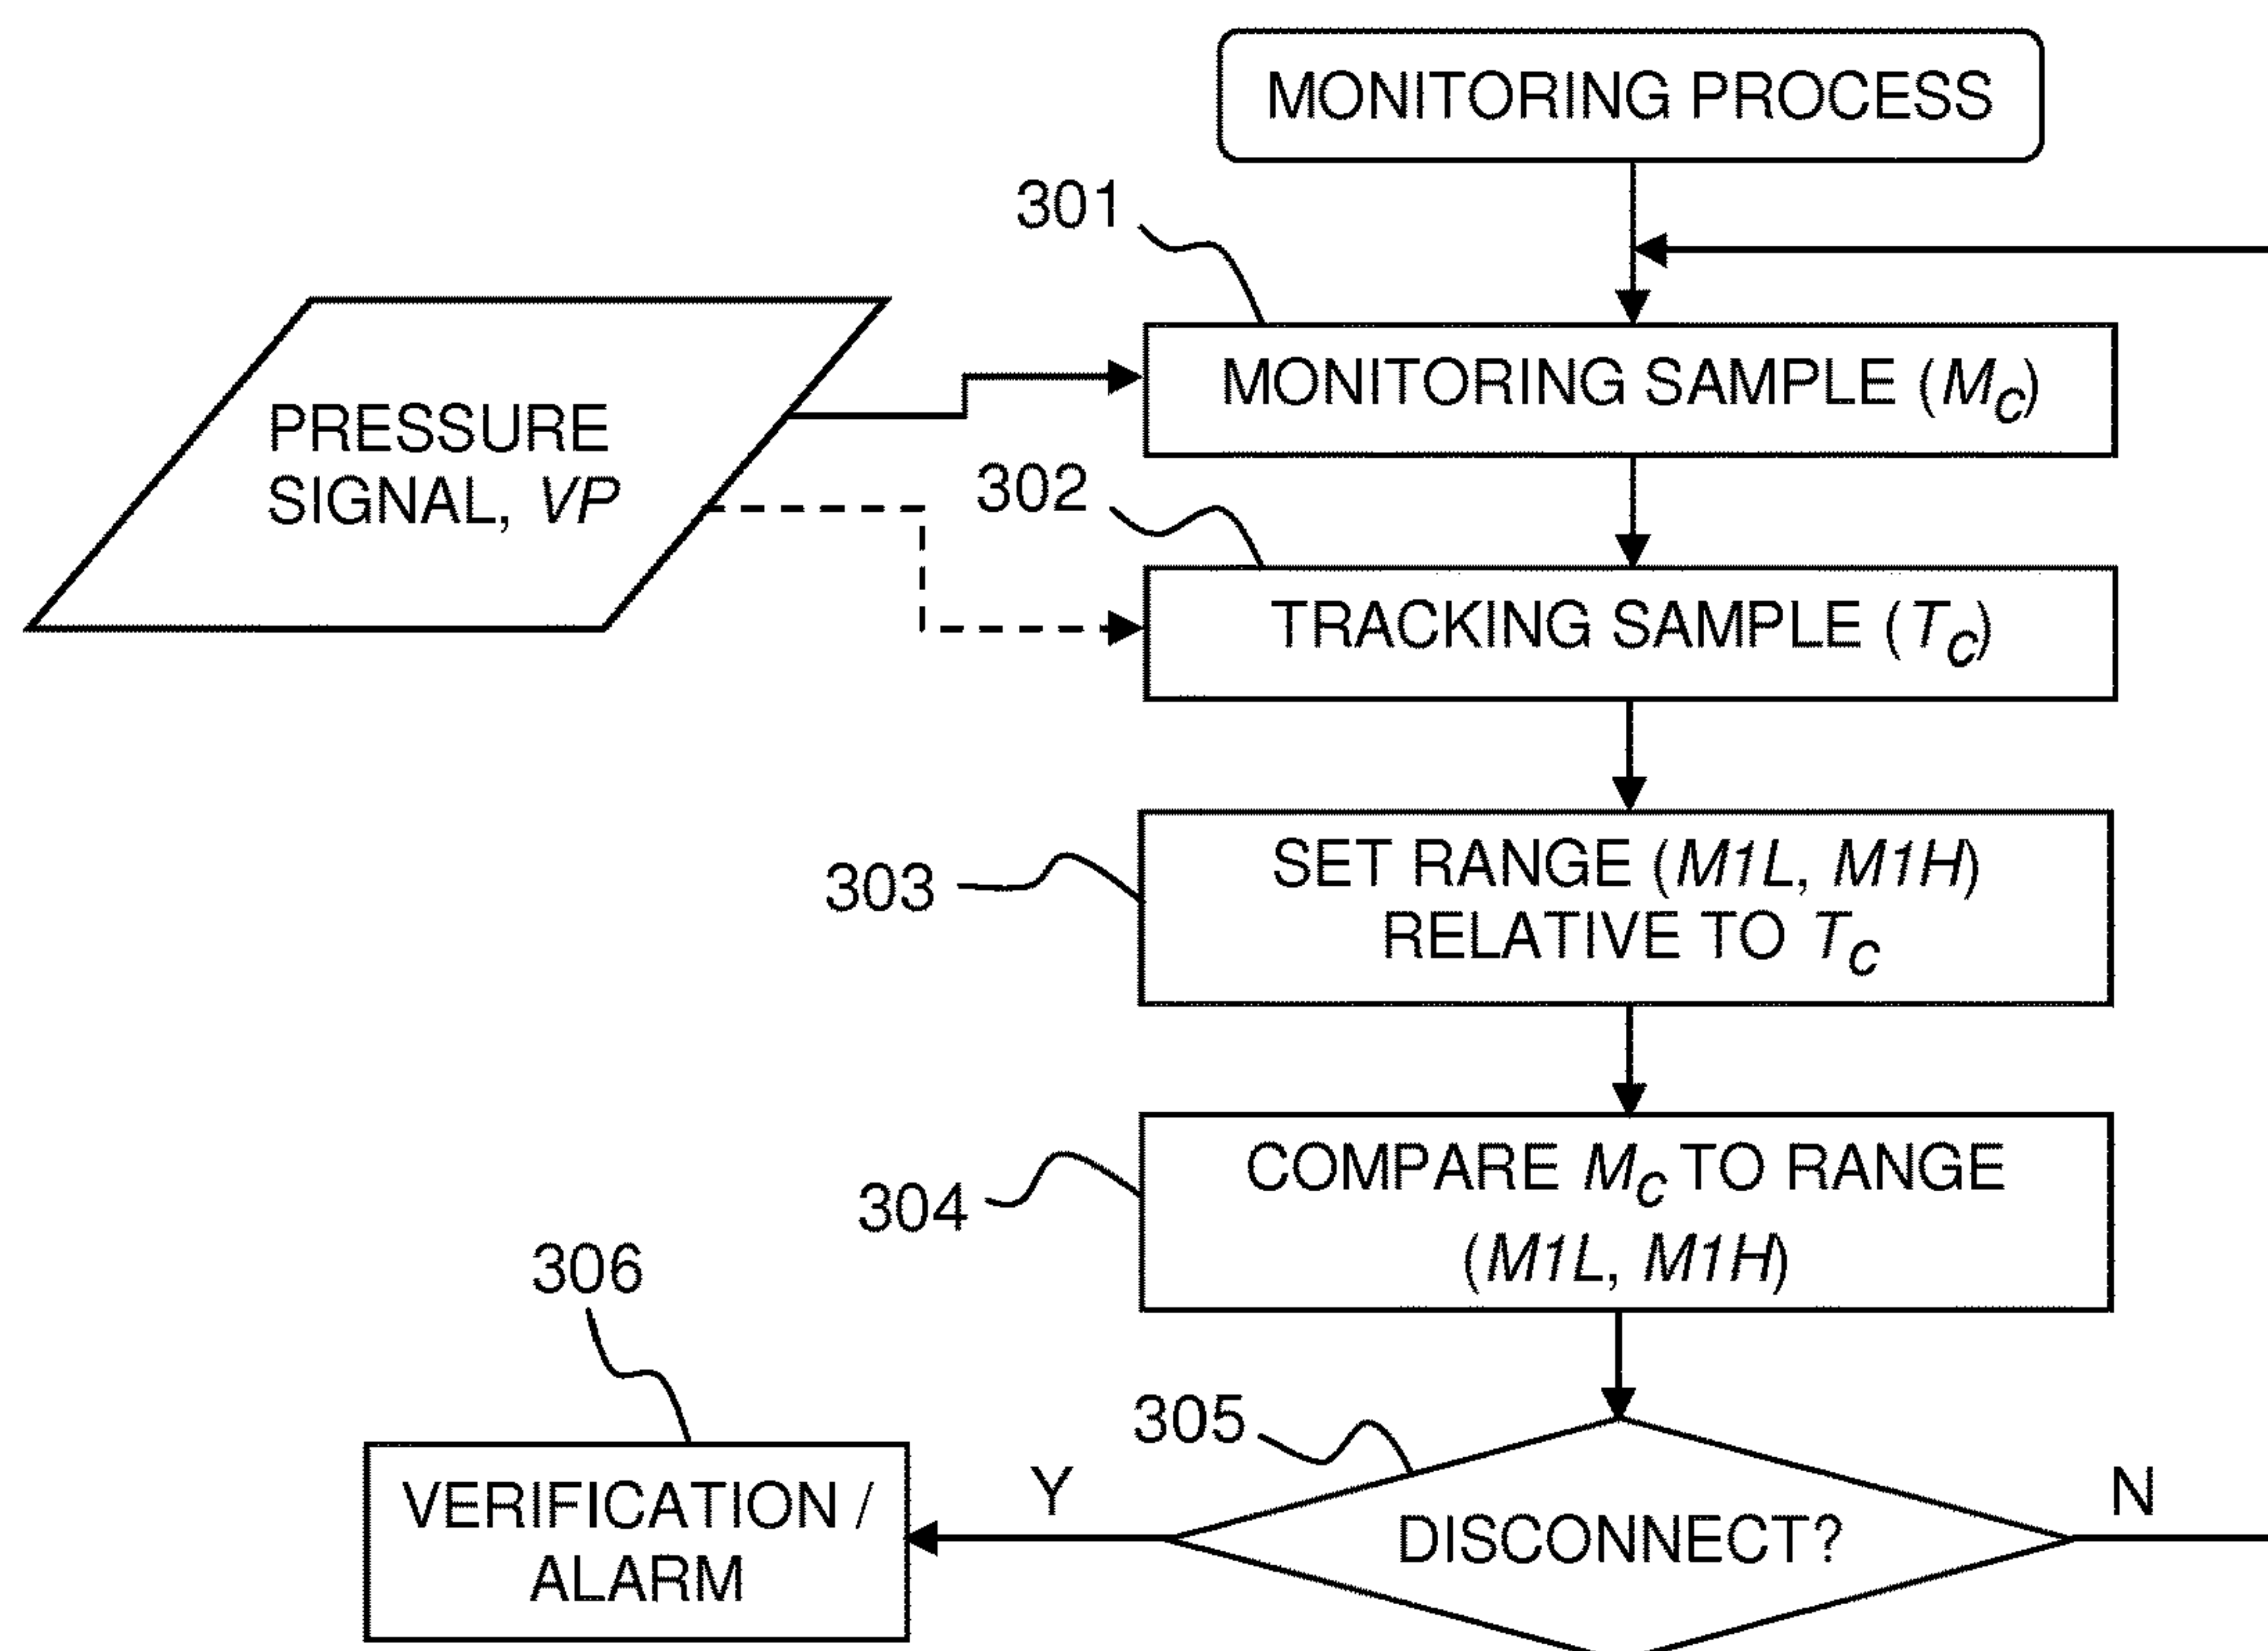 MONITORING PROCESS
301
MONITORING SAMPLE (Mc)
PRESSURE
SIGNAL, VP
302
TRACKING SAMPLE (Tc)
303
SET RANGE (M1L, M1H)
RELATIVE TO Tc
304
COMPARE Mc TO RANGE
(M1L, M1H)
305
DISCONNECT?
Y
N
306
VERIFICATION /
ALARM